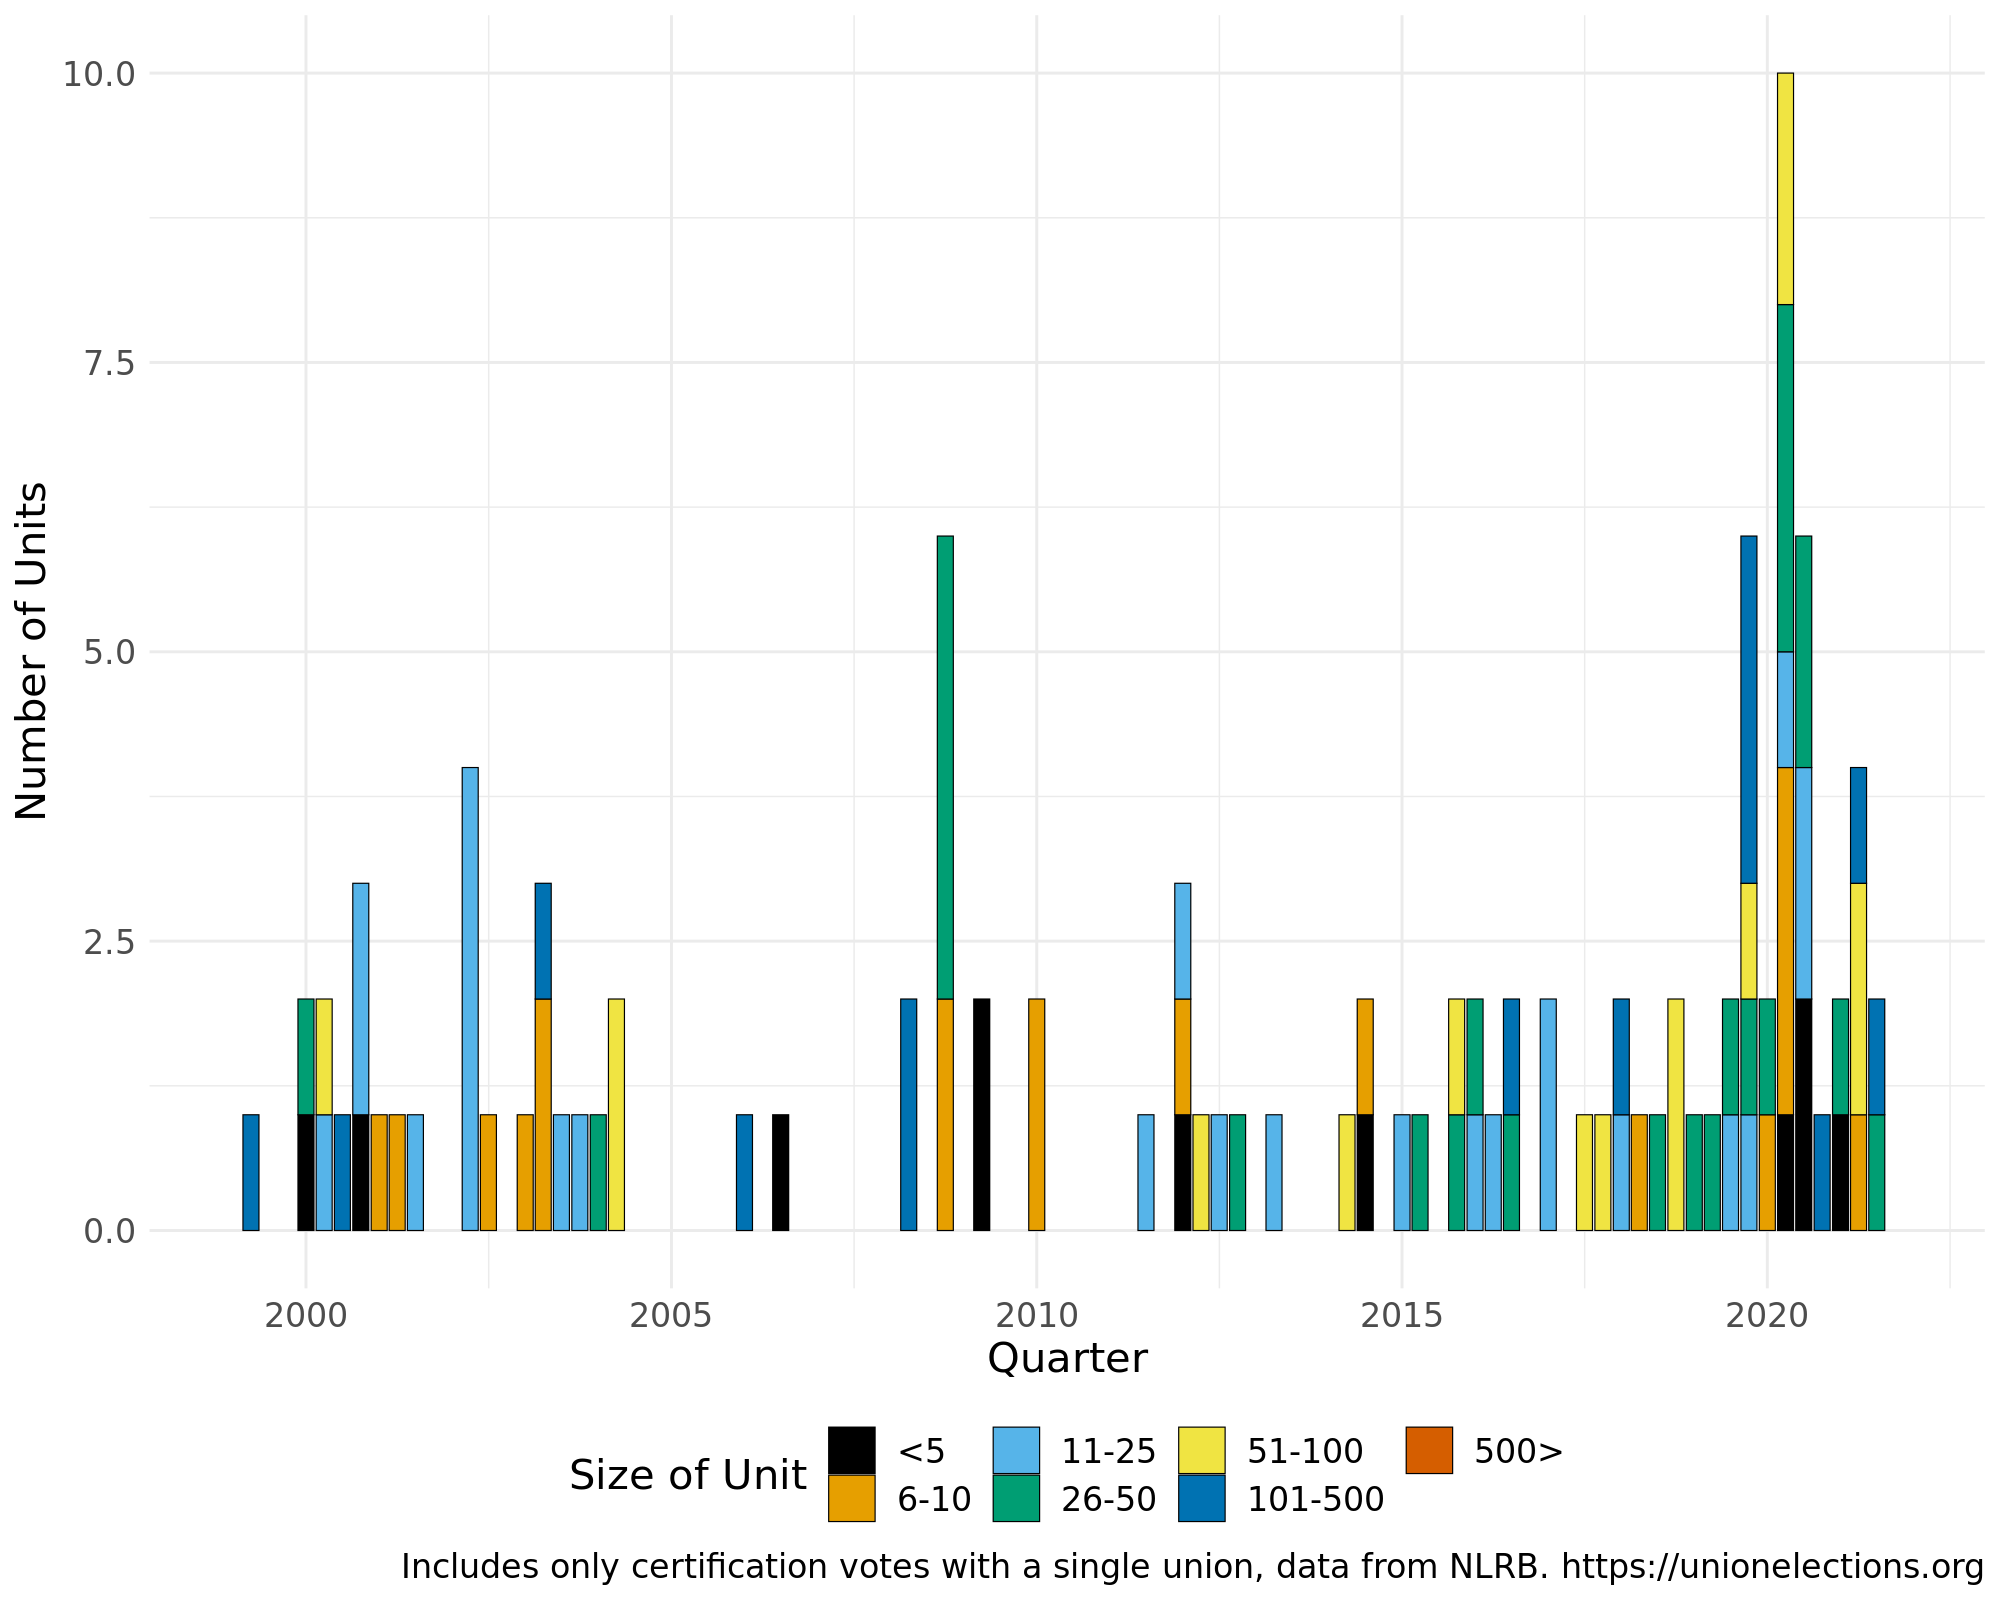 10.0
7.5
5.0
2.5
0.0
Number of Units
2000 2005 2010 2015 2020
Quarter
Size of Unit
<5 11-25 51-100 500>
6-10 26-50 101-500
Includes only certification votes with a single union, data from NLRB. https://unionelections.org